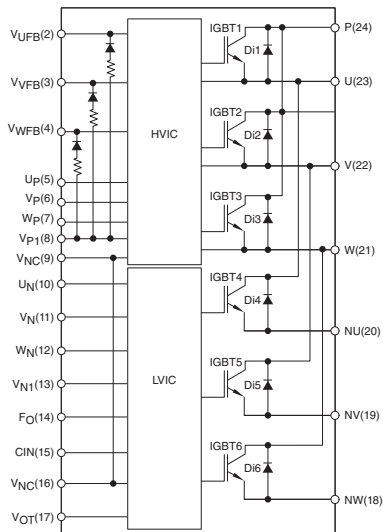 VUFB(2)
VVFB(3)
VWFB(4)
UP(5)
VP(6)
WP(7)
VP1(8)
VNC(9)
UN(10)
VN(11)
WN(12)
VN1(13)
FO(14)
CIN(15)
VNC(16)
VOT(17)
HVIC
LVIC
IGBT1
Di1
IGBT2
Di2
IGBT3
Di3
IGBT4
Di4
IGBT5
Di5
IGBT6
Di6
P(24)
U(23)
V(22)
W(21)
NU(20)
NV(19)
NW(18)